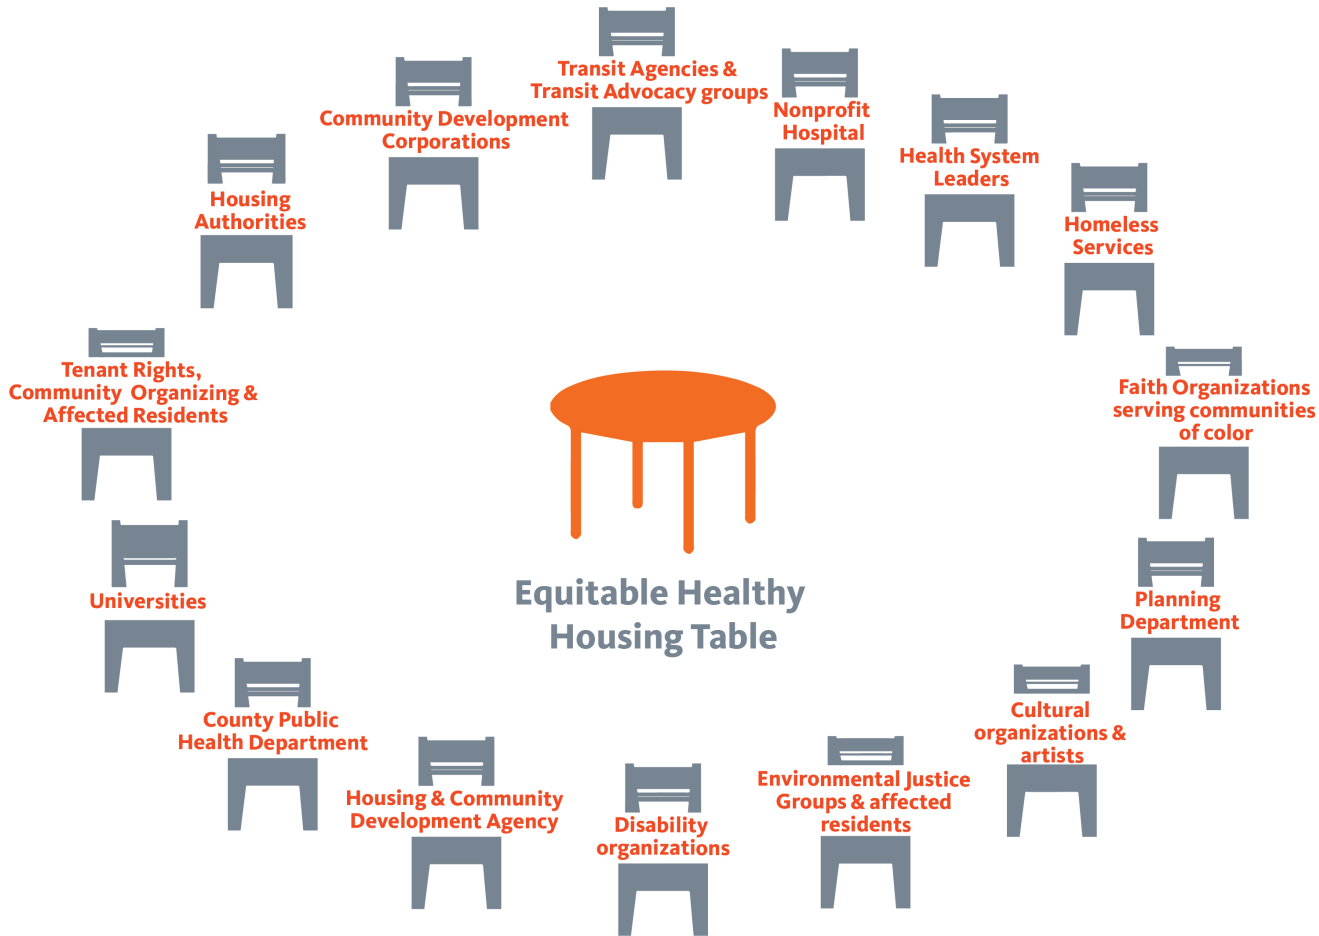 Transit Agencies &
Transit Advocacy groups
Nonprofit
Hospital
Community Development
Corporations
Health System
Leaders
Housing
Authorities
Homeless
Services
Tenant Rights,
Community Organizing &
Affected Residents
Faith Organizations
serving communities
of color
Equitable Healthy
Housing Table
Universities
Planning
Department
County Public
Health Department
Cultural
organizations &
artists
Housing & Community
Development Agency
Environmental Justice
Groups & affected
residents
Disability
organizations